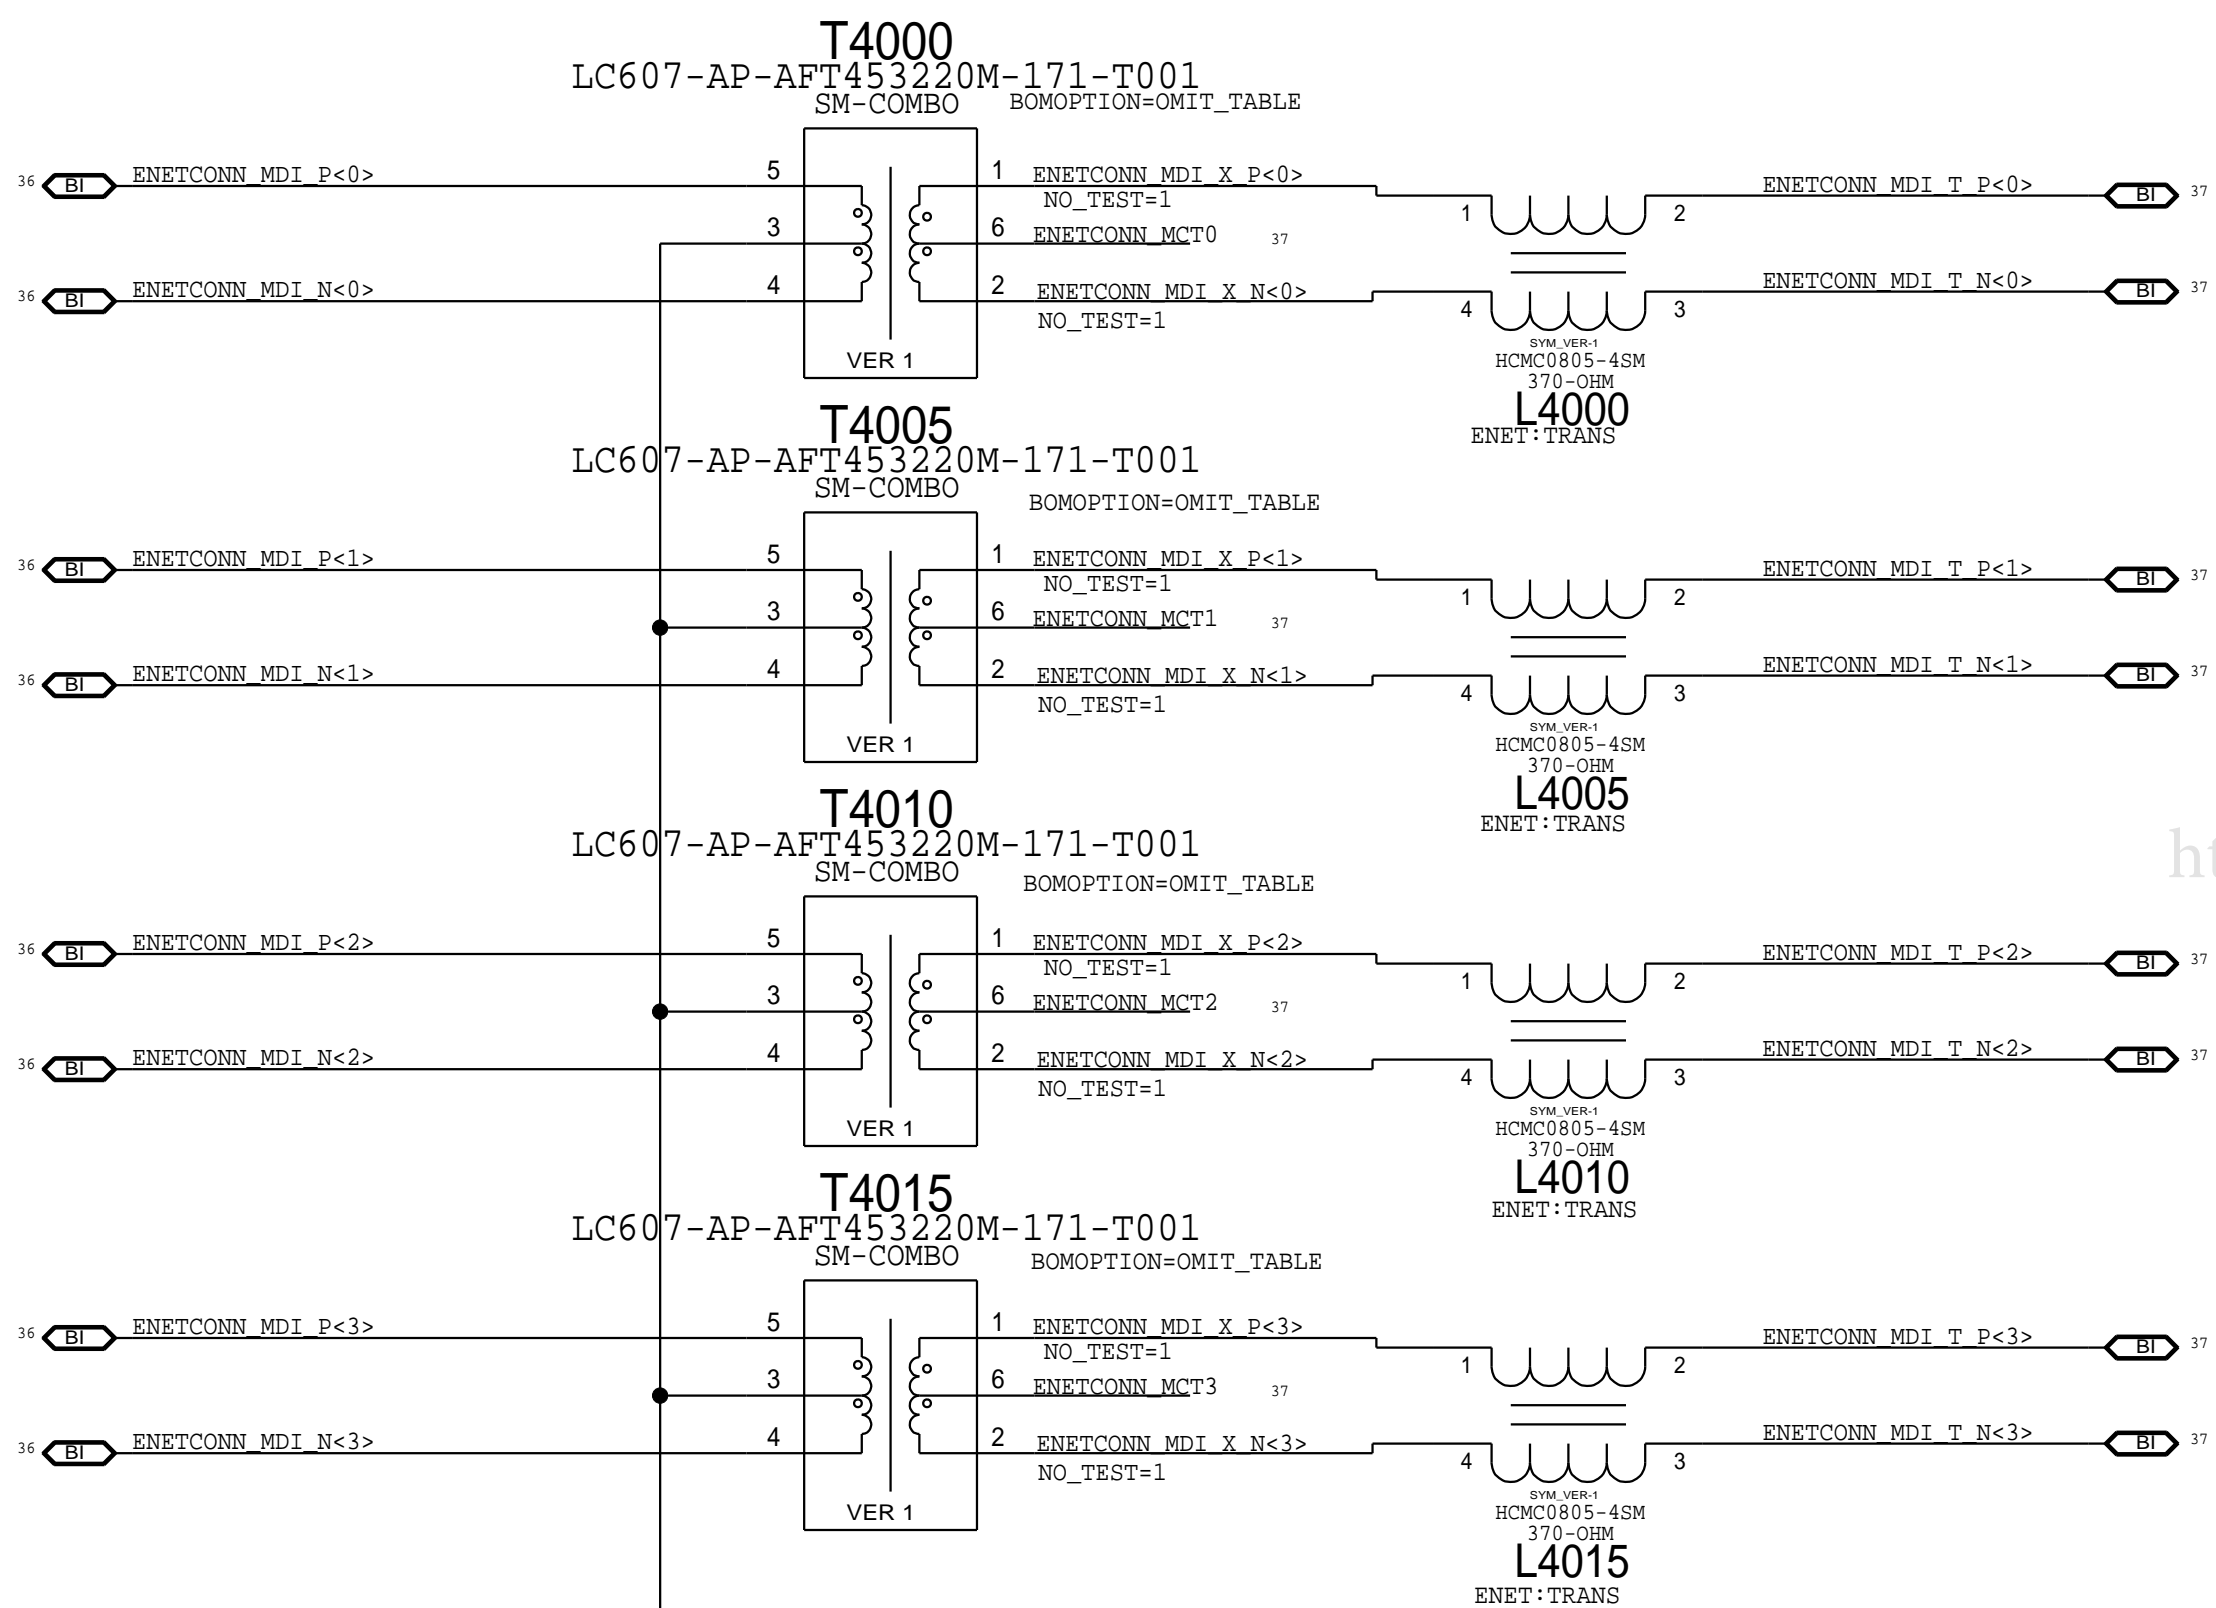 T4000
LC607-AP-AFT453220M-171-T001
SM-COMBO BOMOPTION=OMIT_TABLE
36 BI ENETCONN_MDI_P<0> 5 1 ENETCONN_MDI_X_P<0> ENETCONN_MDI_T_P<0> BI 37
NO_TEST=1 1 2
3 6 ENETCONN_MCT0 37
36 BI ENETCONN_MDI_N<0> 4 2 ENETCONN_MDI_X_N<0> ENETCONN_MDI_T_N<0> BI 37
NO_TEST=1 4 3
SYM_VER-1
VER 1 HCMC0805-4SM
370-OHM
T4005 L4000
ENET:TRANS
LC607-AP-AFT453220M-171-T001
SM-COMBO BOMOPTION=OMIT_TABLE
36 BI ENETCONN_MDI_P<1> 5 1 ENETCONN_MDI_X_P<1> ENETCONN_MDI_T_P<1> BI 37
NO_TEST=1 1 2
3 6 ENETCONN_MCT1 37
36 BI ENETCONN_MDI_N<1> 4 2 ENETCONN_MDI_X_N<1> ENETCONN_MDI_T_N<1> BI 37
NO_TEST=1 4 3
SYM_VER-1
VER 1 HCMC0805-4SM
370-OHM
T4010 L4005
ENET:TRANS
LC607-AP-AFT453220M-171-T001 ht
SM-COMBO BOMOPTION=OMIT_TABLE
36 BI ENETCONN_MDI_P<2> 5 1 ENETCONN_MDI_X_P<2> ENETCONN_MDI_T_P<2> BI 37
NO_TEST=1 1 2
3 6 ENETCONN_MCT2 37
36 BI ENETCONN_MDI_N<2> 4 2 ENETCONN_MDI_X_N<2> ENETCONN_MDI_T_N<2> BI 37
NO_TEST=1 4 3
SYM_VER-1
VER 1 HCMC0805-4SM
370-OHM
T4015 L4010
ENET:TRANS
LC607-AP-AFT453220M-171-T001
SM-COMBO BOMOPTION=OMIT_TABLE
36 BI ENETCONN_MDI_P<3> 5 1 ENETCONN_MDI_X_P<3> ENETCONN_MDI_T_P<3> BI 37
NO_TEST=1 1 2
3 6 ENETCONN_MCT3 37
36 BI ENETCONN_MDI_N<3> 4 2 ENETCONN_MDI_X_N<3> ENETCONN_MDI_T_N<3> BI 37
NO_TEST=1 4 3
SYM_VER-1
VER 1 HCMC0805-4SM
370-OHM
L4015
ENET:TRANS